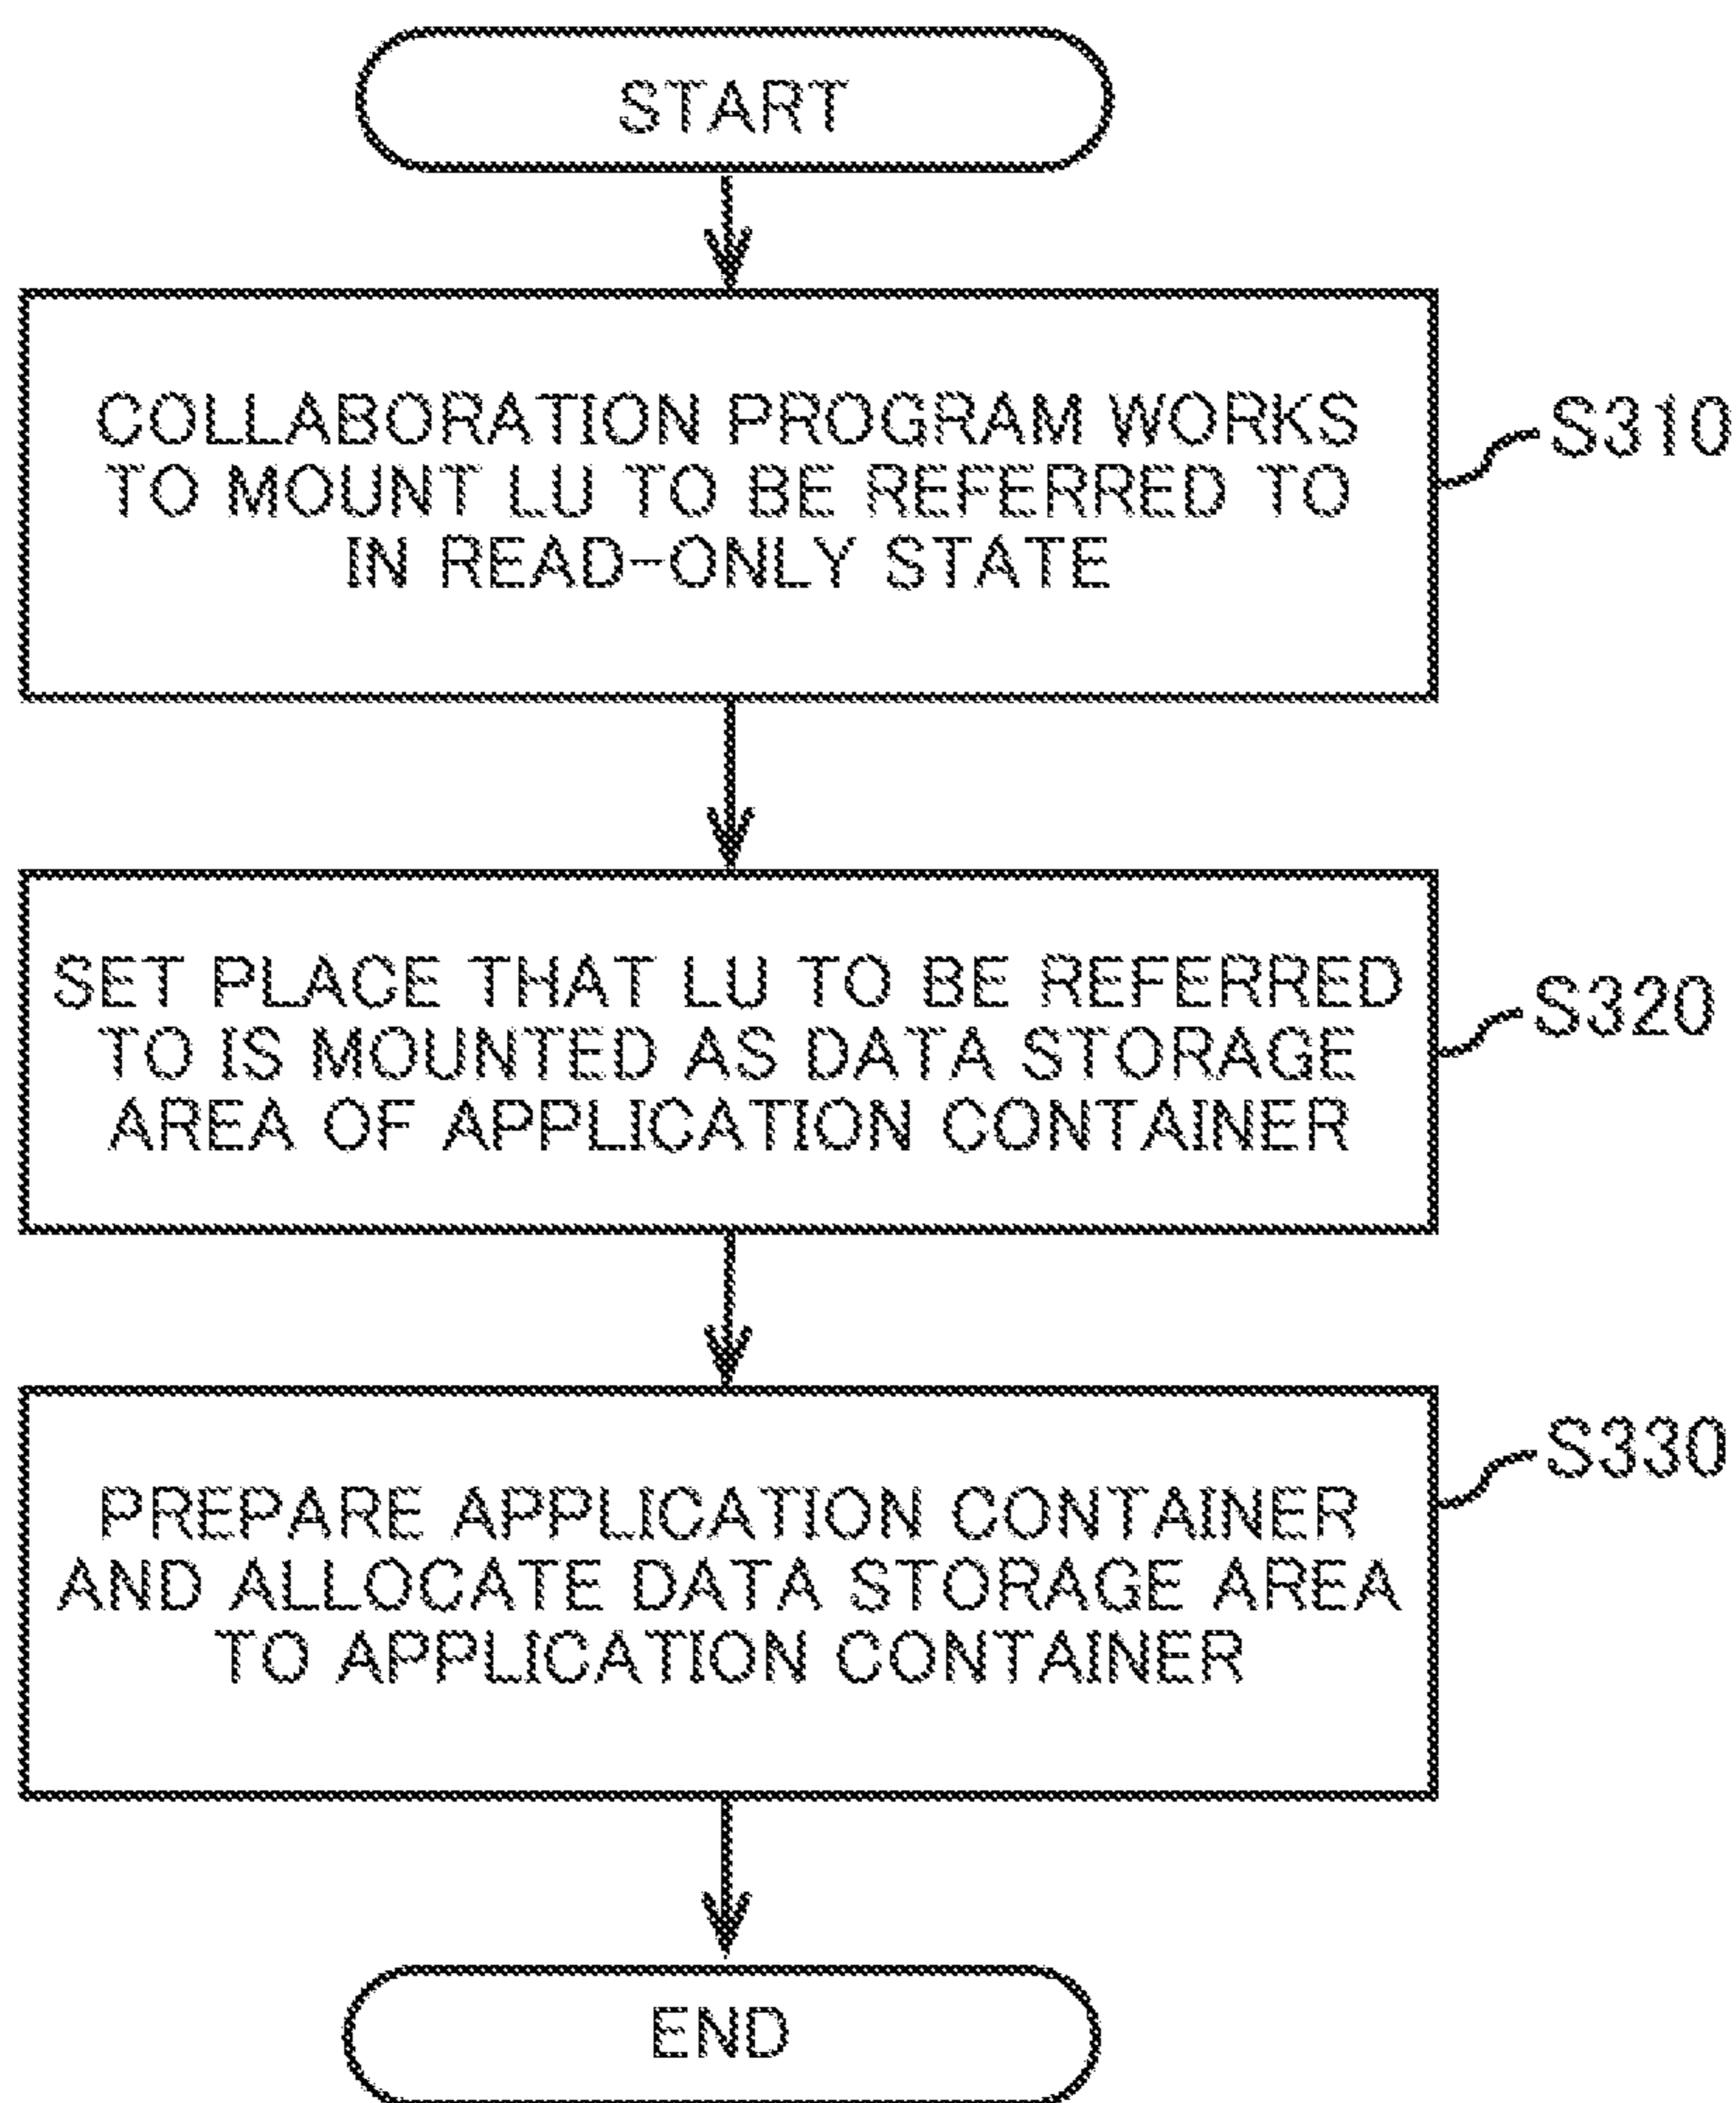 START
COLLABORATION PROGRAM WORKS
TO MOUNT LU TO BE REFERRED TO
IN READ-ONLY STATE
S310
SET PLACE THAT LU TO BE REFERRED
TO IS MOUNTED AS DATA STORAGE
AREA OF APPLICATION CONTAINER
S320
PREPARE APPLICATION CONTAINER
AND ALLOCATE DATA STORAGE AREA
TO APPLICATION CONTAINER
S330
END